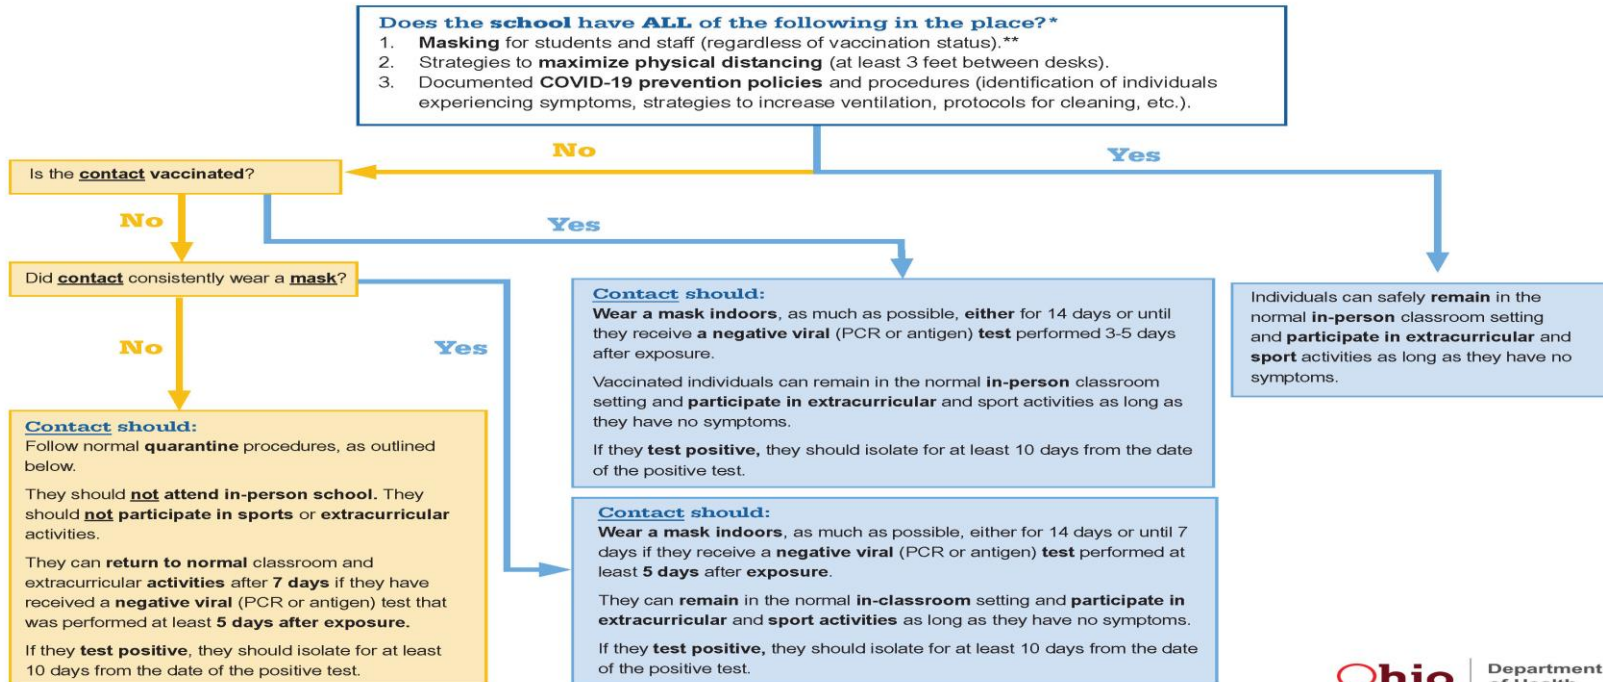 Does the school have ALL of the following in the place?*
1. Masking for students and staff (regardless of vaccination status).**
2. Strategies to maximize physical distancing (at least 3 feet between desks).
3. Documented COVID-19 prevention policies and procedures (identification of individuals
experiencing symptoms, strategies to increase ventilation, protocols for cleaning, etc.).
No
Yes
Is the contact vaccinated?
No
Yes
Did contact consistently wear a mask?
No
Yes
Contact should:
Wear a mask indoors, as much as possible, either for 14 days or until
they receive a negative viral (PCR or antigen) test performed 3-5 days
after exposure.
Vaccinated individuals can remain in the normal in-person classroom
setting and participate in extracurricular and sport activities as long as
they have no symptoms.
If they test positive, they should isolate for at least 10 days from the date
of the positive test.
Individuals can safely remain in the
normal in-person classroom setting
and participate in extracurricular and
sport activities as long as they have no
symptoms.
Contact should:
Follow normal quarantine procedures, as outlined
below.
They should not attend in-person school. They
should not participate in sports or extracurricular
activities.
They can return to normal classroom and
extracurricular activities after 7 days if they have
received a negative viral (PCR or antigen) test that
was performed at least 5 days after exposure.
If they test positive, they should isolate for at least
10 days from the date of the positive test.
Contact should:
Wear a mask indoors, as much as possible, either for 14 days or until 7
days if they receive a negative viral (PCR or antigen) test performed at
least 5 days after exposure.
They can remain in the normal in-classroom setting and participate in
extracurricular and sport activities as long as they have no symptoms.
If they test positive, they should isolate for at least 10 days from the date
of the positive test.
Ohio
Department
of Health